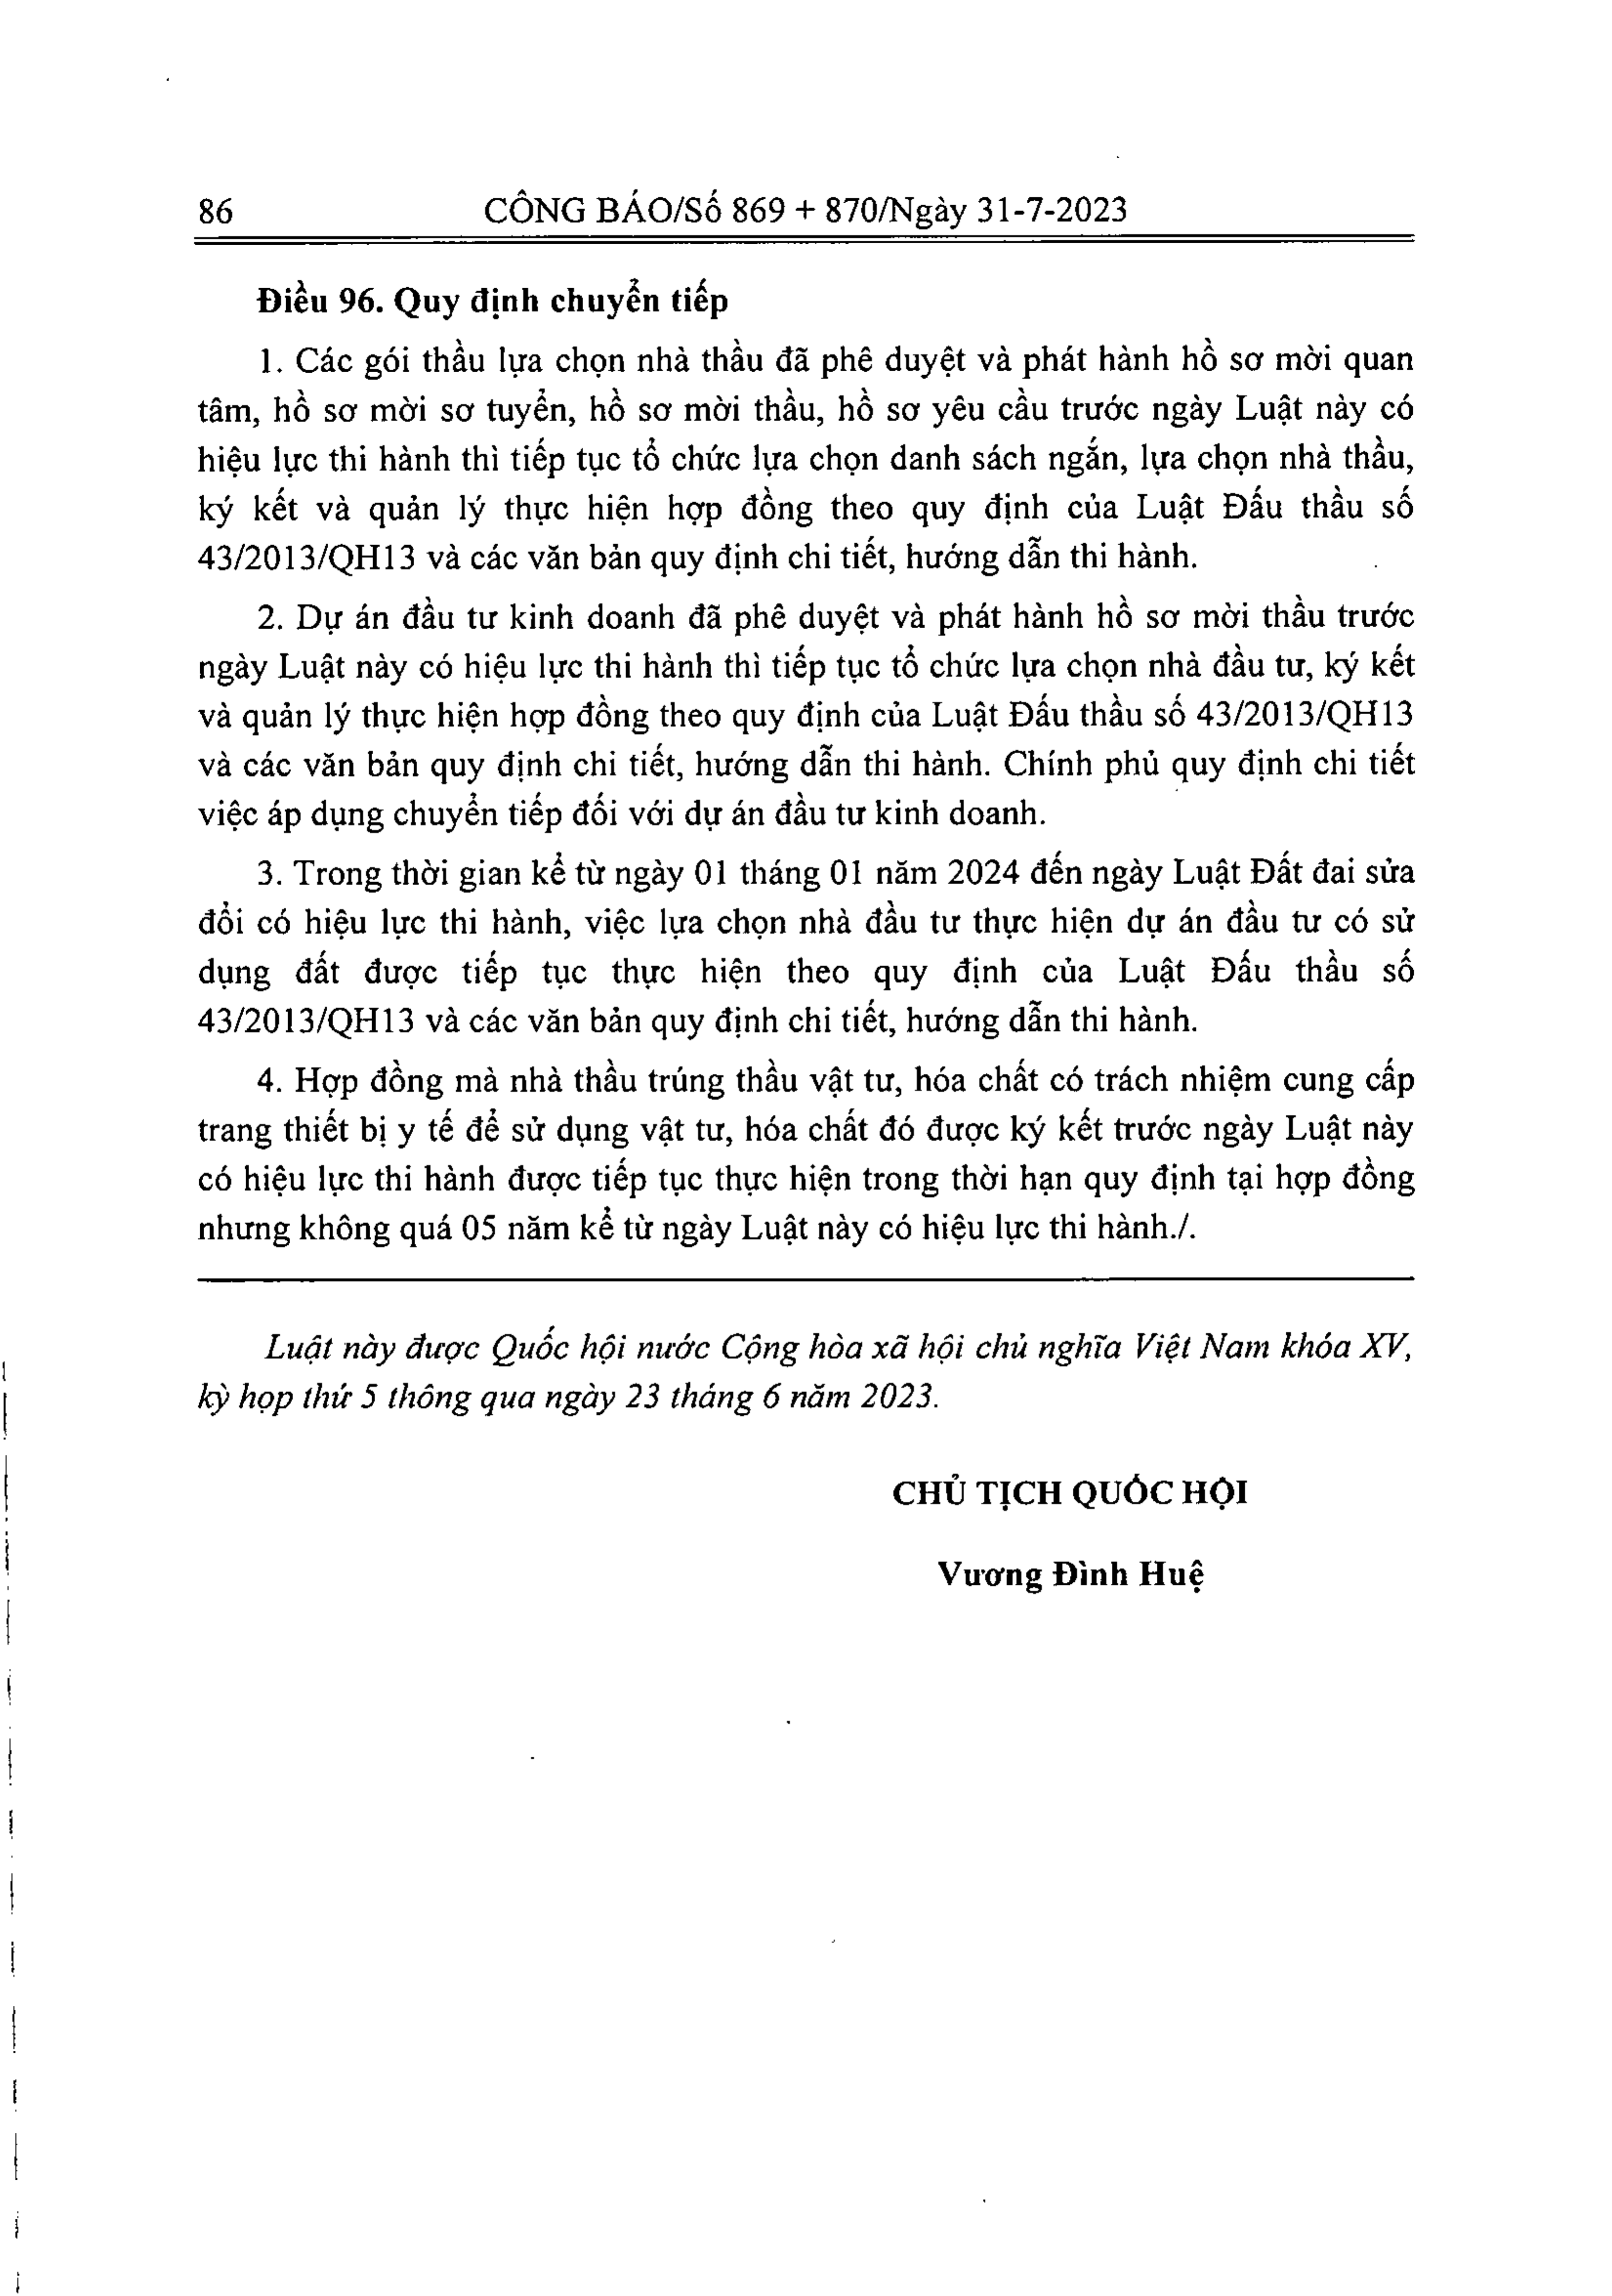 86 CÔNG BÁO/Số 869 + 870/Ngày 31-7-2023
Điều 96. Quy định chuyển tiếp
1. Các gói thầu lựa chọn nhà thầu đã phê duyệt và phát hành hồ sơ mời quan
tâm, hồ sơ mời sơ tuyển, hồ sơ mời thầu, hồ sơ yêu cầu trước ngày Luật này có
hiệu lực thi hành thì tiếp tục tổ chức lựa chọn danh sách ngắn, lựa chọn nhà thầu,
ký kết và quản lý thực hiện hợp đồng theo quy định của Luật Đấu thầu số
43/2013/QH13 và các văn bản quy định chi tiết, hướng dẫn thi hành.
2. Dự án đầu tư kinh doanh đã phê duyệt và phát hành hồ sơ mời thầu trước
ngày Luật này có hiệu lực thi hành thì tiếp tục tổ chức lựa chọn nhà đầu tư, ký kết
và quản lý thực hiện hợp đồng theo quy định của Luật Đấu thầu số 43/2013/QH13
và các văn bản quy định chi tiết, hướng dẫn thi hành. Chính phủ quy định chi tiết
việc áp dụng chuyển tiếp đối với dự án đầu tư kinh doanh.
3. Trong thời gian kể từ ngày 01 tháng 01 năm 2024 đến ngày Luật Đất đai sửa
đổi có hiệu lực thi hành, việc lựa chọn nhà đầu tư thực hiện dự án đầu tư có sử
dụng đất được tiếp tục thực hiện theo quy định của Luật Đấu thầu số
43/2013/QH13 và các văn bản quy định chi tiết, hướng dẫn thi hành.
4. Hợp đồng mà nhà thầu trúng thầu vật tư, hóa chất có trách nhiệm cung cấp
trang thiết bị y tế để sử dụng vật tư, hóa chất đó được ký kết trước ngày Luật này
có hiệu lực thi hành được tiếp tục thực hiện trong thời hạn quy định tại hợp đồng
nhưng không quá 05 năm kể từ ngày Luật này có hiệu lực thi hành./.
Luật này được Quốc hội nước Cộng hòa xã hội chủ nghĩa Việt Nam khóa XV,
kỳ họp thứ 5 thông qua ngày 23 tháng 6 năm 2023.
CHỦ TỊCH QUỐC HỘI
Vương Đình Huệ